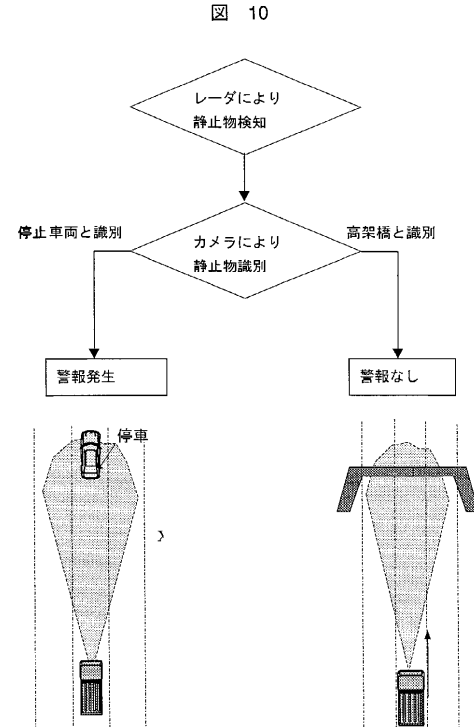 図 10
レーダにより
静止物検知
停止車両と識別
カメラにより
静止物識別
高架橋と識別
警報発生
警報なし
停車